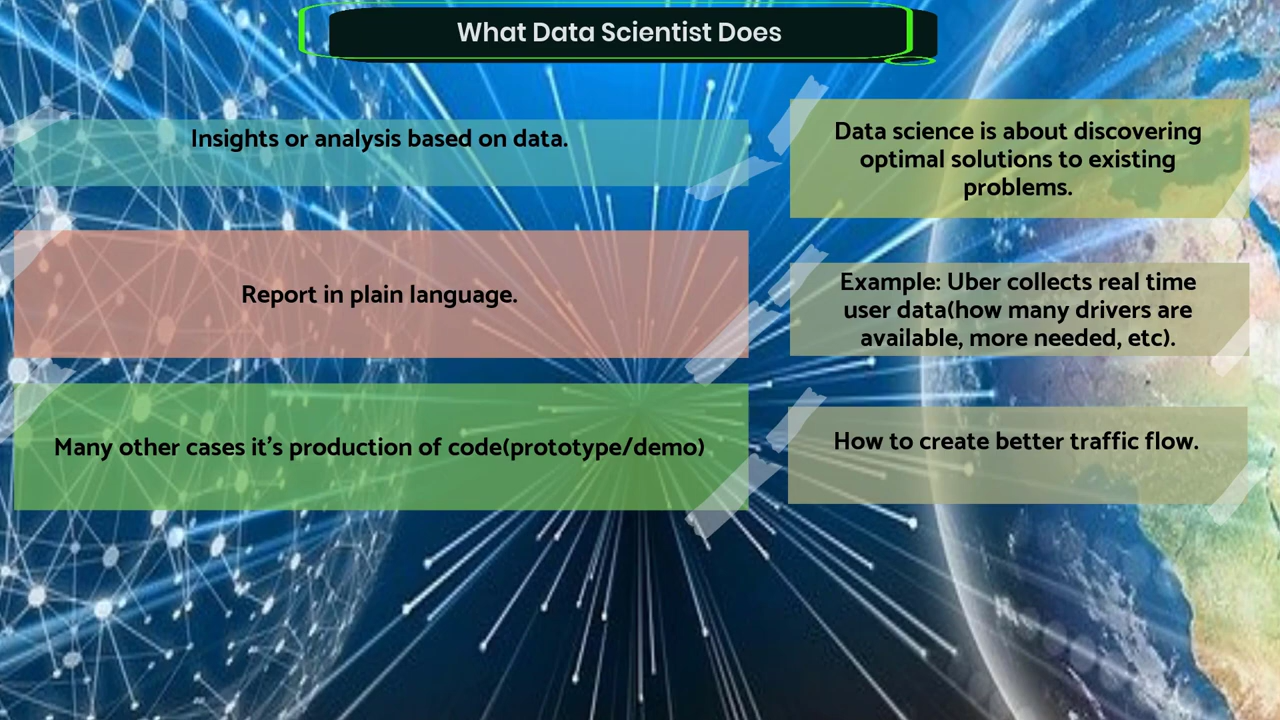 What Data Scientist Does
Insights or analysis based on data.
Report in plain language.
Many other cases it's production of code(prototype/demo)
Data science is about discovering
optimal solutions to existing
problems.
Example: Uber collects real time
user data(how many drivers are
available, more needed, etc).
How to create better traffic flow.